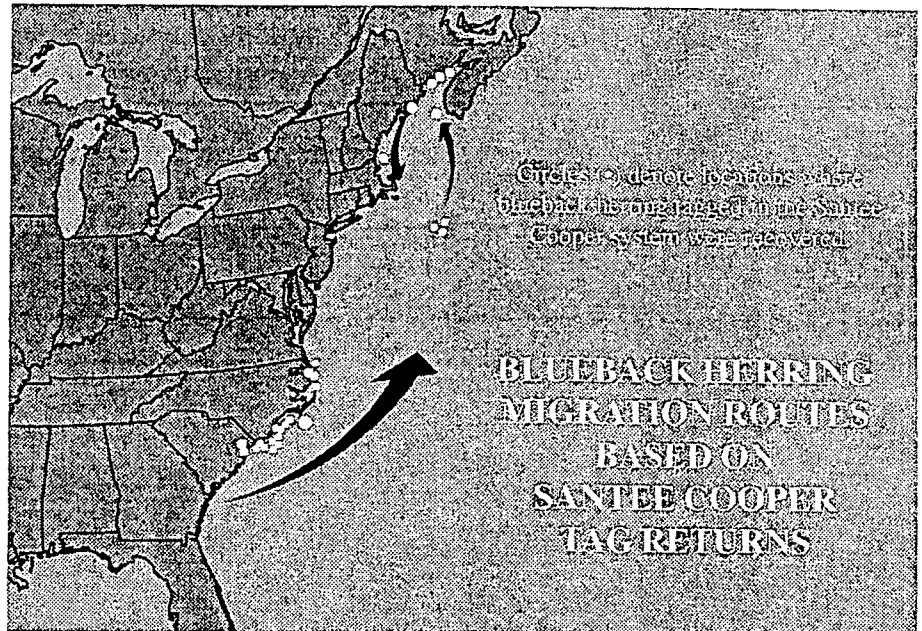 Circles (○) denote locations where
blueback herring tagged in the Santee
Cooper system were recovered.
BLUEBACK HERRING
MIGRATION ROUTES
BASED ON
SANTEE COOPER
TAG RETURNS